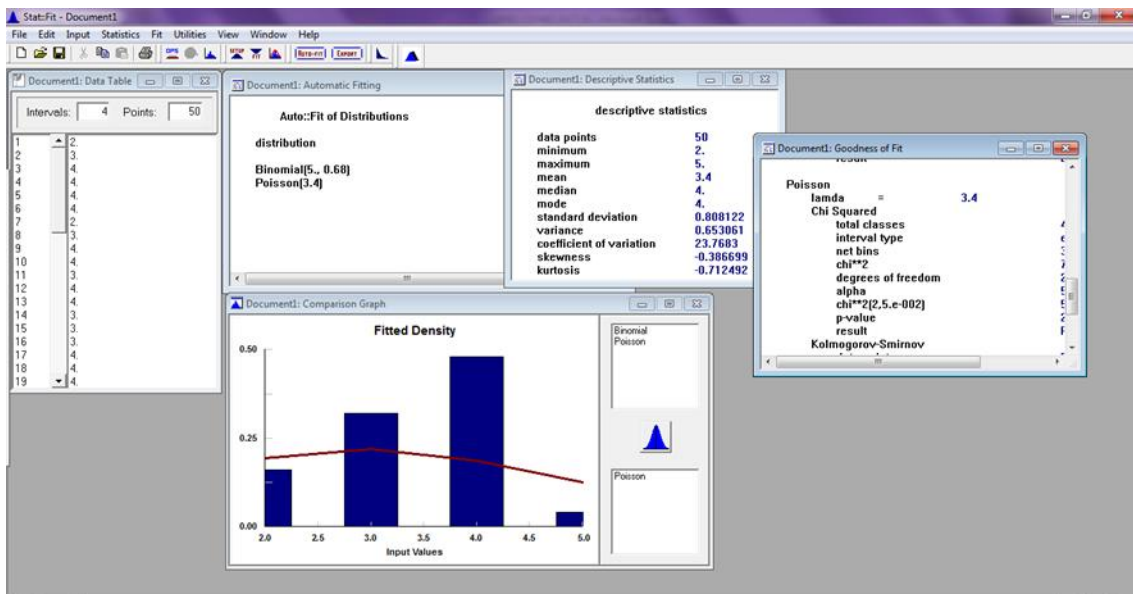 Stat::Fit - Document1
File Edit Input Statistics Fit Utilities View Window Help
AUTO::FIT EXPORT
Document1: Data Table
Intervals: 4 Points: 50
1 2.
2 3.
3 4.
4 4.
5 4.
6 4.
7 2.
8 3.
9 4.
10 4.
11 3.
12 4.
13 4.
14 3.
15 3.
16 3.
17 4.
18 4.
19 4.
Document1: Automatic Fitting
Auto::Fit of Distributions
distribution
Binomial(5., 0.68)
Poisson(3.4)
Document1: Descriptive Statistics
descriptive statistics
data points 50
minimum 2.
maximum 5.
mean 3.4
median 4.
mode 4.
standard deviation 0.808122
variance 0.653061
coefficient of variation 23.7683
skewness -0.386699
kurtosis -0.712492
Document1: Goodness of Fit
result
Poisson
lamda = 3.4
Chi Squared
total classes
interval type
net bins
chi**2
degrees of freedom
alpha
chi**2(2,5.e-002)
p-value
result
Kolmogorov-Smirnov
Document1: Comparison Graph
Fitted Density
0.50
0.25
0.00
2.0 2.5 3.0 3.5 4.0 4.5 5.0
Input Values
Binomial
Poisson
Poisson